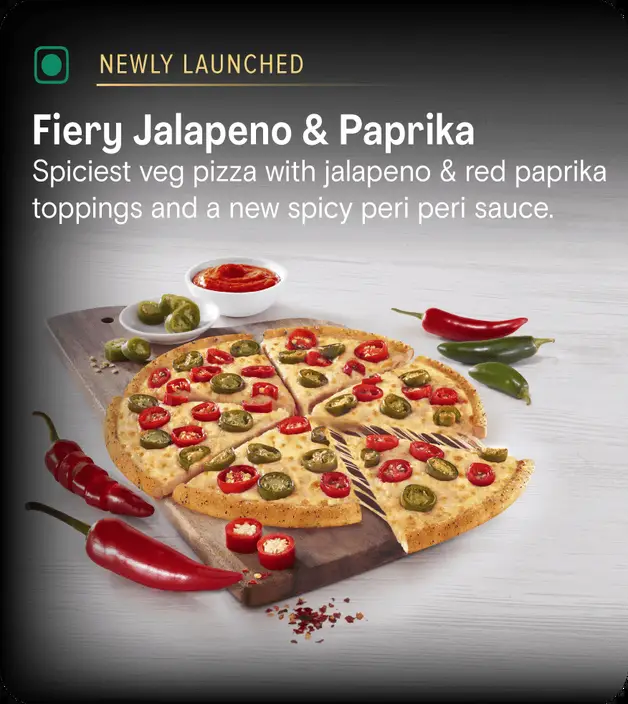 NEWLY LAUNCHED
Fiery Jalapeno & Paprika
Spiciest veg pizza with jalapeno & red paprika
toppings and a new spicy peri peri sauce.